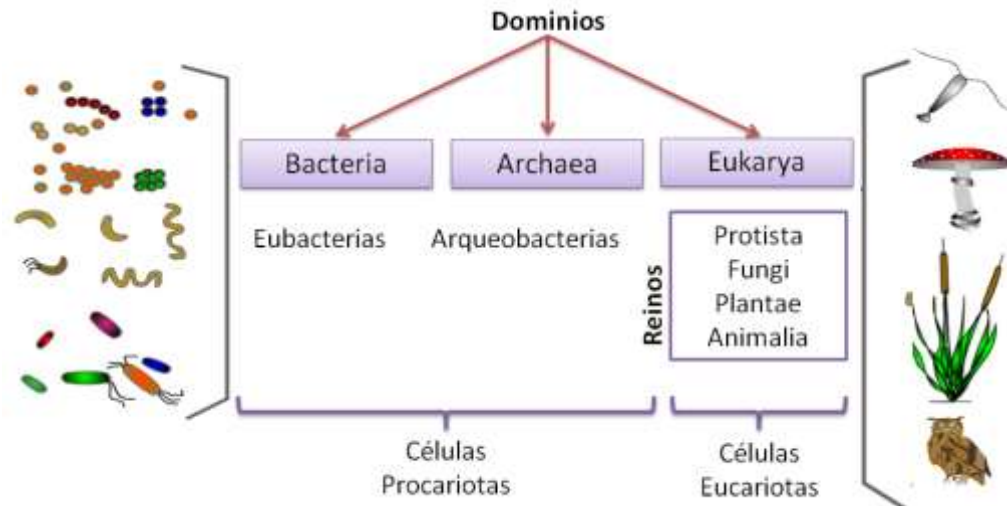 Dominios
Bacteria
Archaea
Eukarya
Eubacterias
Arqueobacterias
Reinos
Protista
Fungi
Plantae
Animalia
Células
Procariotas
Células
Eucariotas